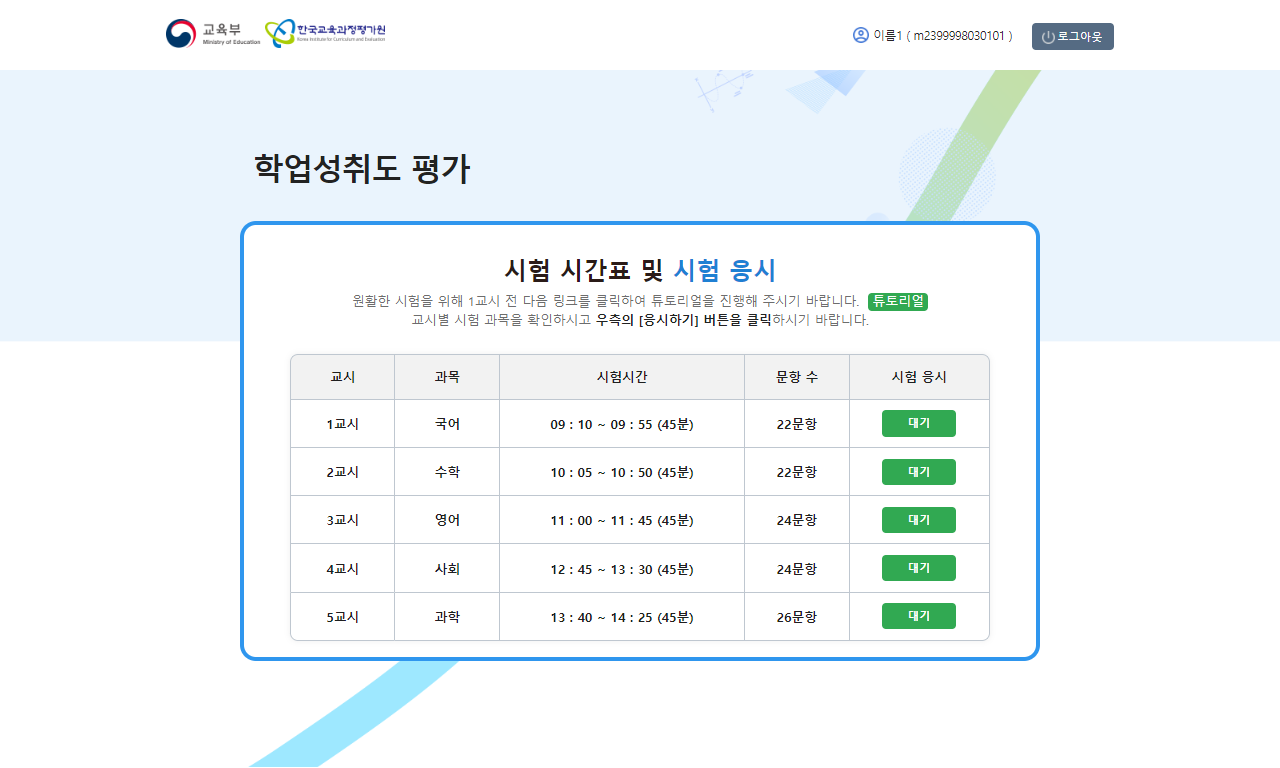 교육부
Ministry of Education
한국교육과정평가원
Korea Institute for Curriculum and Evaluation
이름1 ( m2399998030101 )
로그아웃
학업성취도 평가
시험 시간표 및 시험 응시
원활한 시험을 위해 1교시 전 다음 링크를 클릭하여 튜토리얼을 진행해 주시기 바랍니다. 튜토리얼
교시별 시험 과목을 확인하시고 우측의 [응시하기] 버튼을 클릭하시기 바랍니다.
교시 과목 시험시간 문항 수 시험 응시
1교시 국어 09 : 10 ~ 09 : 55 (45분) 22문항 대기
2교시 수학 10 : 05 ~ 10 : 50 (45분) 22문항 대기
3교시 영어 11 : 00 ~ 11 : 45 (45분) 24문항 대기
4교시 사회 12 : 45 ~ 13 : 30 (45분) 24문항 대기
5교시 과학 13 : 40 ~ 14 : 25 (45분) 26문항 대기